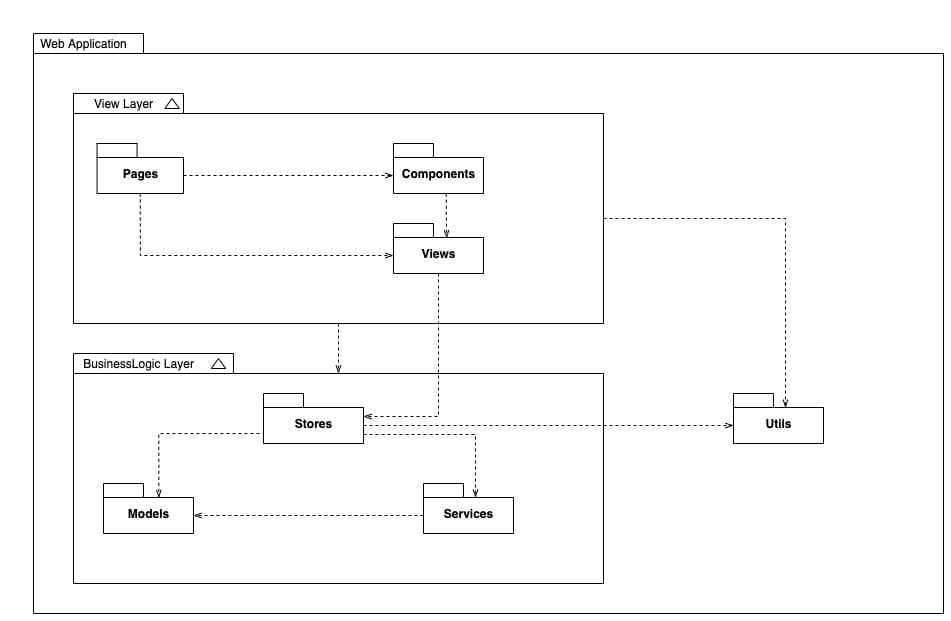 Web Application
View Layer
Pages
Components
Views
BusinessLogic Layer
Stores
Utils
Models
Services